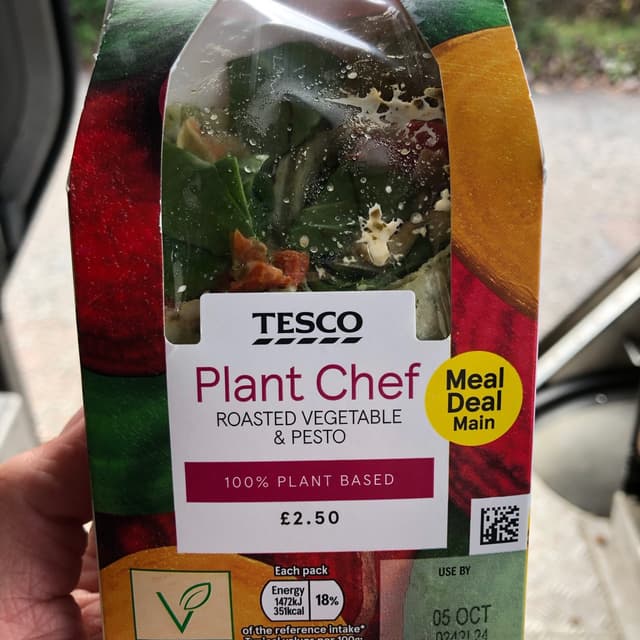 TESCO
Plant Chef
ROASTED VEGETABLE
& PESTO
100% PLANT BASED
£2.50
Meal
Deal
Main
Each pack
Energy
1472kJ
351kcal
18%
of the reference intake*
USE BY
05 OCT